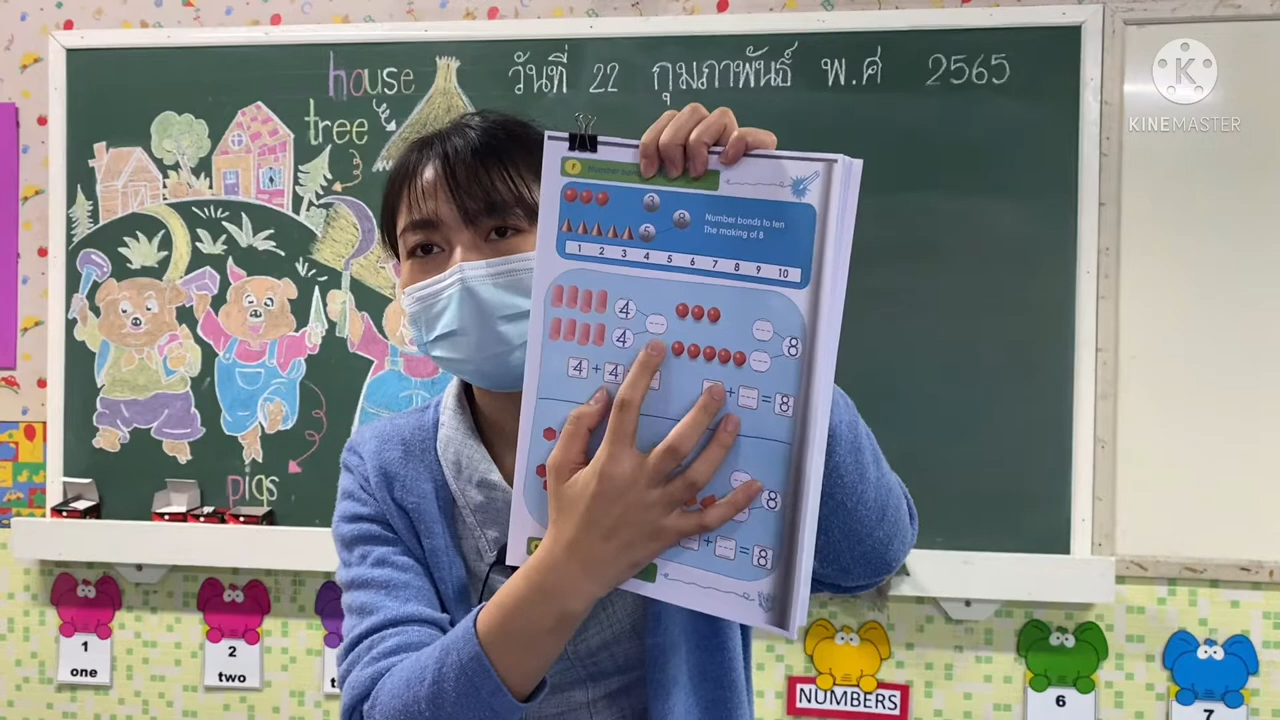 house
tree
pigs
วันที่ 22 กุมภาพันธ์ พ.ศ 2565
KINEMASTER
F Number bon
3
8
5
Number bonds to ten
The making of 8
1 2 3 4 5 6 7 8 9 10
4
4
8
4 + 4
+ = 8
8
+ = 8
1
one
2
two
NUMBERS
6
7